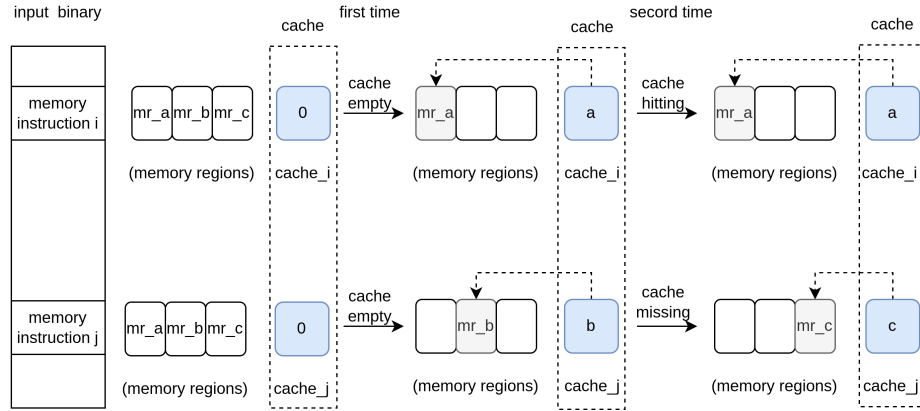 input binary
cache
first time
cache
second time
cache
memory
instruction i
mr_a
mr_b
mr_c
0
cache
empty
mr_a
a
cache
hitting
mr_a
a
(memory regions)
cache_i
(memory regions)
cache_i
(memory regions)
cache_i
memory
instruction j
mr_a
mr_b
mr_c
0
cache
empty
mr_b
b
cache
missing
mr_c
c
(memory regions)
cache_j
(memory regions)
cache_j
(memory regions)
cache_j